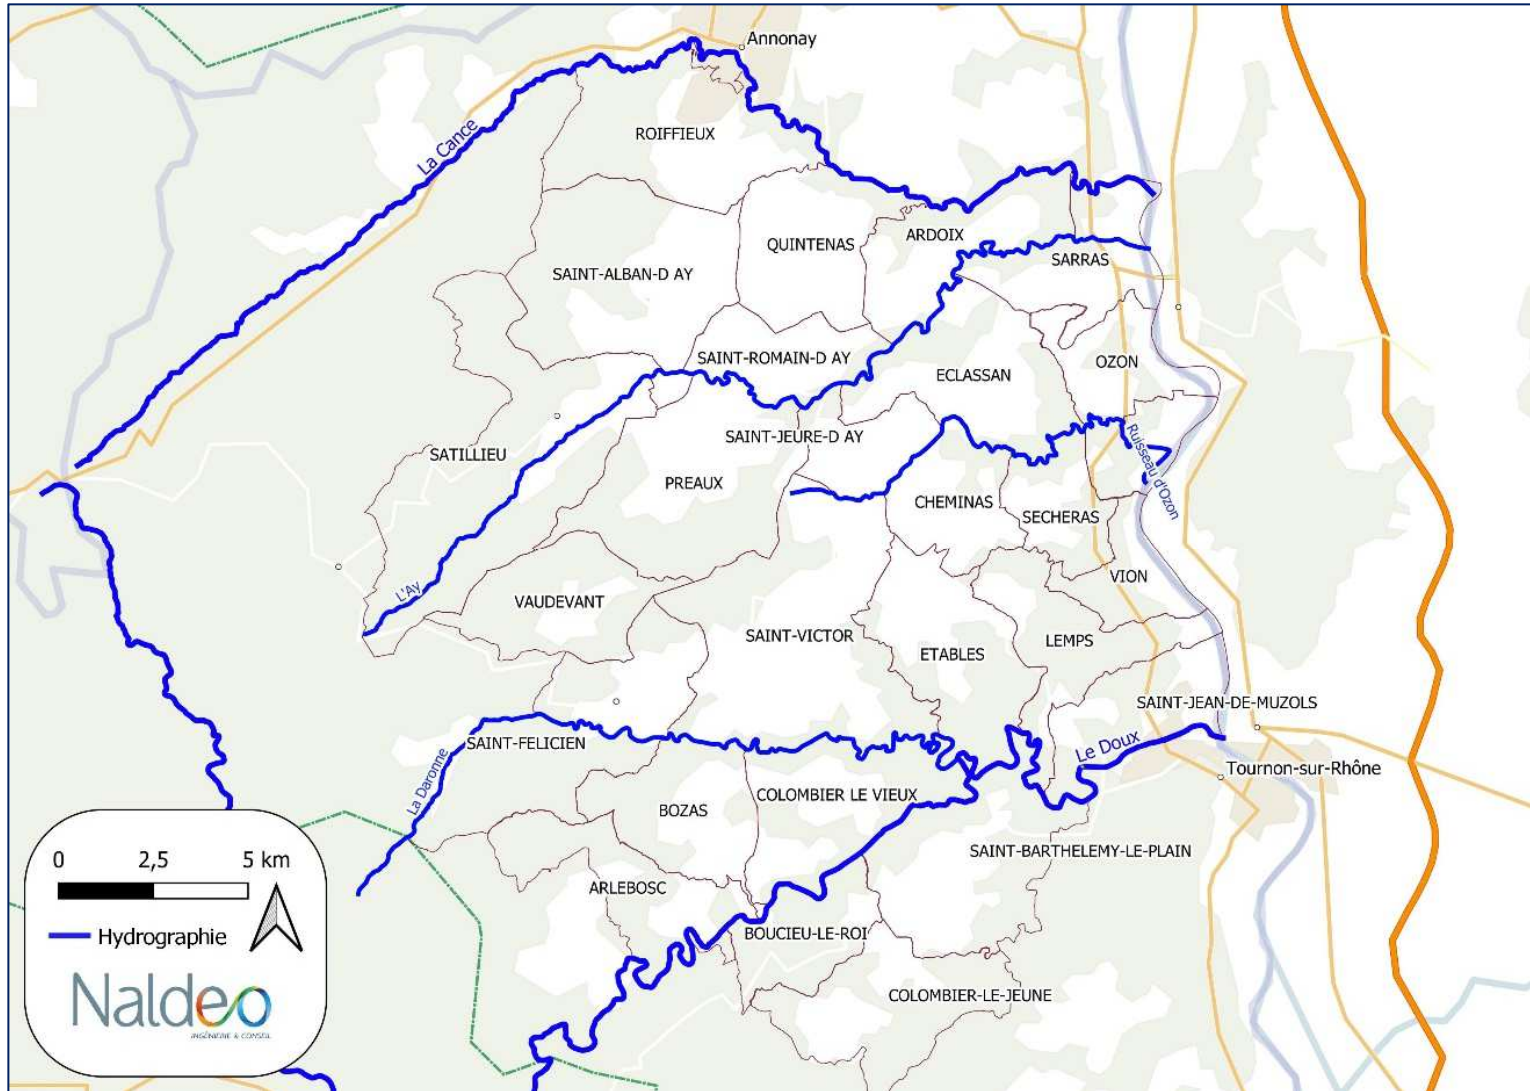 Annonay
La Cance
ROIFFIEUX
QUINTENAS
ARDOIX
SAINT-ALBAN-D AY
SARRAS
SAINT-ROMAIN-D AY
OZON
ECLASSAN
SAINT-JEURE-D AY
Ruisseau d'Ozon
SATILLIEU
PREAUX
CHEMINAS
SECHERAS
VION
L'Ay
VAUDEVANT
SAINT-VICTOR
LEMPS
ETABLES
SAINT-JEAN-DE-MUZOLS
SAINT-FELICIEN
Le Doux
Tournon-sur-Rhône
La Daronne
COLOMBIER LE VIEUX
BOZAS
SAINT-BARTHELEMY-LE-PLAIN
ARLEBOSC
BOUCIEU-LE-ROI
COLOMBIER-LE-JEUNE
0 2,5 5 km
Hydrographie
Naldeo
INGÉNIERIE & CONSEIL